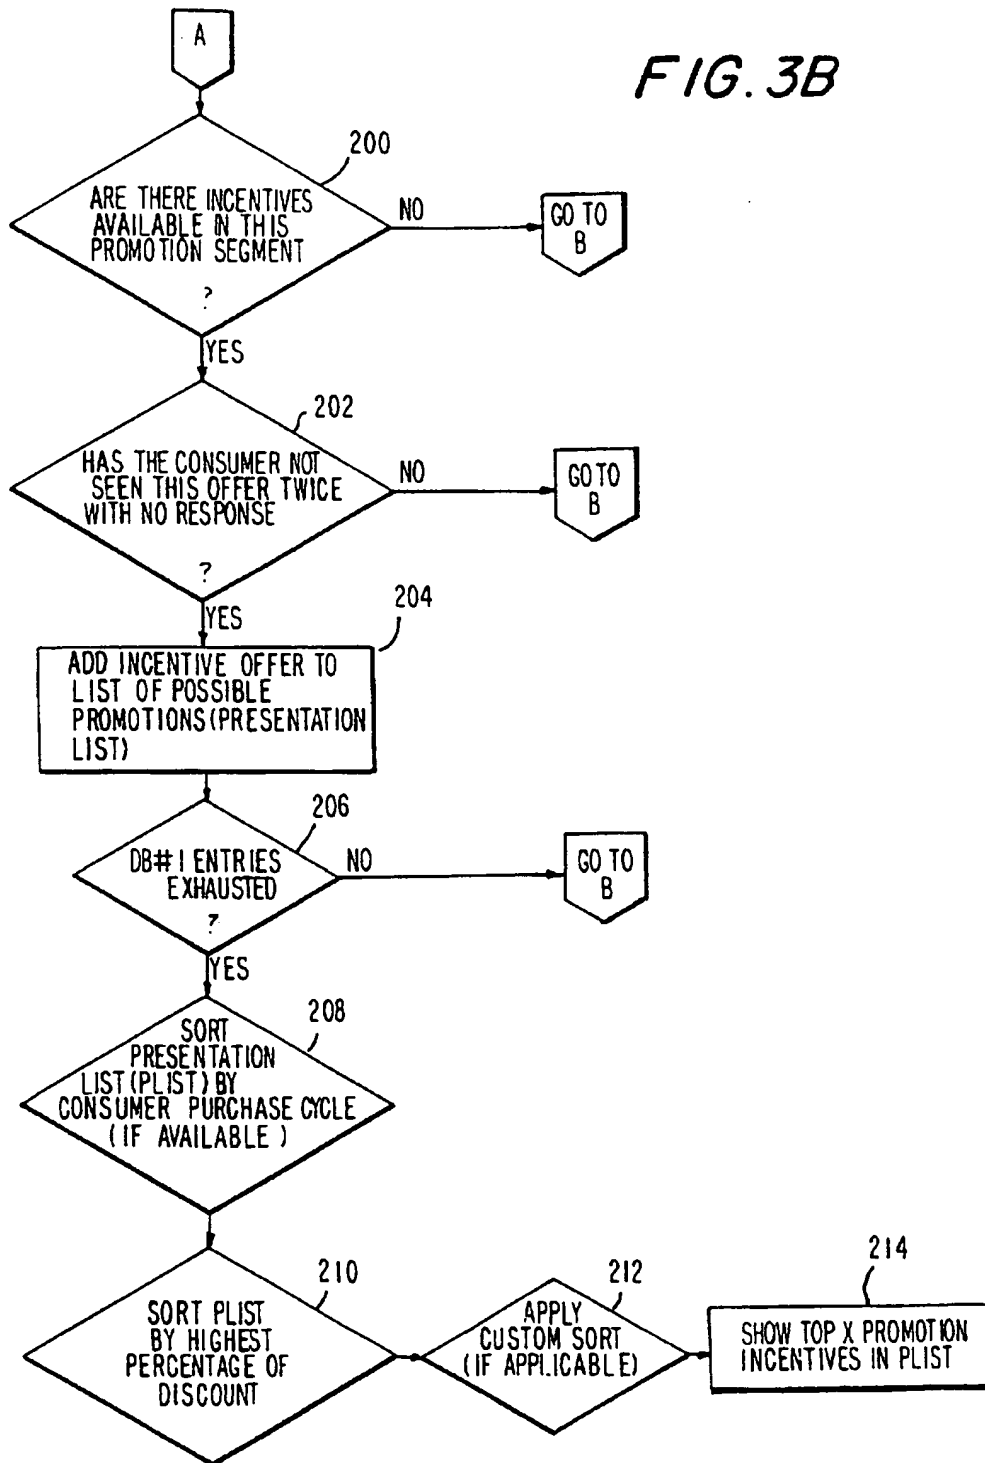 A
FIG. 3B
200
ARE THERE INCENTIVES
AVAILABLE IN THIS
PROMOTION SEGMENT
?
NO
GO TO
B
YES
202
HAS THE CONSUMER NOT
SEEN THIS OFFER TWICE
WITH NO RESPONSE
?
NO
GO TO
B
YES
204
ADD INCENTIVE OFFER TO
LIST OF POSSIBLE
PROMOTIONS (PRESENTATION
LIST)
206
DB#1 ENTRIES
EXHAUSTED
?
NO
GO TO
B
YES
208
SORT
PRESENTATION
LIST (PLIST) BY
CONSUMER PURCHASE CYCLE
(IF AVAILABLE)
210
SORT PLIST
BY HIGHEST
PERCENTAGE OF
DISCOUNT
212
APPLY
CUSTOM SORT
(IF APPLICABLE)
214
SHOW TOP X PROMOTION
INCENTIVES IN PLIST